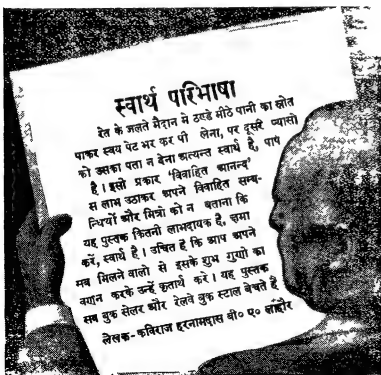 स्वार्थ परिभाषा
रेत के जलते मैदान मे ठण्डे मीठे पानी का स्रोत
पाकर स्वय पेट भर कर पी लेना, पर दूसरे प्यासो
को उसका पता न देना अत्यन्त स्वार्थ है, पाप
है। इसी प्रकार 'विवाहित आनन्द'
स लाभ उठाकर अपने विवाहित सम्ब-
न्धियों और मित्रों को न बताना कि
यह पुस्तक कितनी लाभदायक है, क्षमा
करें, स्वार्थ है। उचित है कि आप अपने
सब मिलने वालो से इसके शुभ गुणो का
वर्णन करके उन्हें कृतार्थ करे। यह पुस्तक
सब बुक सेलर और रेलवे बुक स्टाल बेचते है
लेखक-कविराज हरनामदास बी० ए० लाहौर